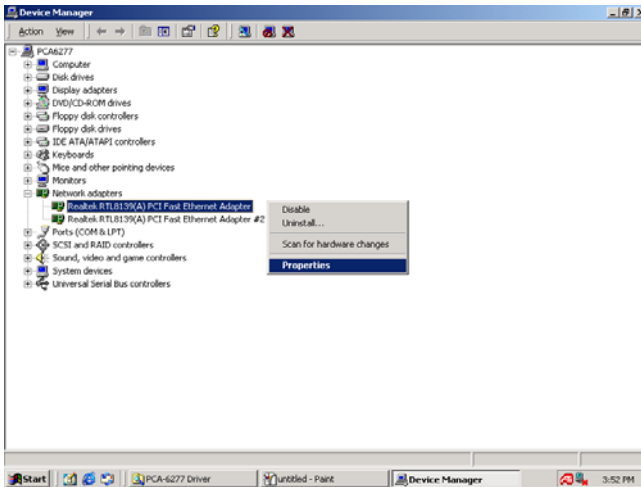 Device Manager
Action View
PCA6277
Computer
Disk drives
Display adapters
DVD/CD-ROM drives
Floppy disk controllers
Floppy disk drives
IDE ATA/ATAPI controllers
Keyboards
Mice and other pointing devices
Monitors
Network adapters
Realtek RTL8139(A) PCI Fast Ethernet Adapter
Realtek RTL8139(A) PCI Fast Ethernet Adapter #2
Ports (COM & LPT)
SCSI and RAID controllers
Sound, video and game controllers
System devices
Universal Serial Bus controllers
Disable
Uninstall...
Scan for hardware changes
Properties
Start PCA-6277 Driver untitled - Paint Device Manager 3:52 PM